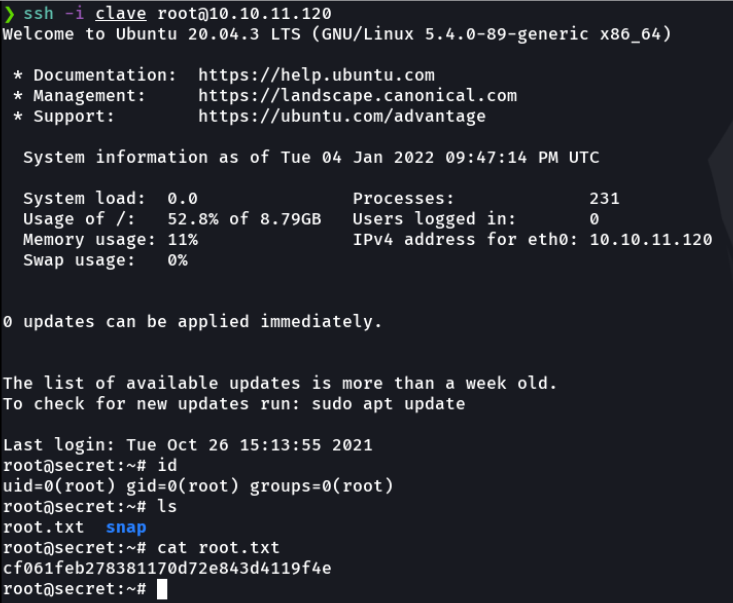 ❯ ssh -i clave root@10.10.11.120
Welcome to Ubuntu 20.04.3 LTS (GNU/Linux 5.4.0-89-generic x86_64)
* Documentation:  https://help.ubuntu.com
* Management:     https://landscape.canonical.com
* Support:        https://ubuntu.com/advantage
System information as of Tue 04 Jan 2022 09:47:14 PM UTC
System load:  0.0               Processes:             231
Usage of /:   52.8% of 8.79GB   Users logged in:       0
Memory usage: 11%               IPv4 address for eth0: 10.10.11.120
Swap usage:   0%
0 updates can be applied immediately.
The list of available updates is more than a week old.
To check for new updates run: sudo apt update
Last login: Tue Oct 26 15:13:55 2021
root@secret:~# id
uid=0(root) gid=0(root) groups=0(root)
root@secret:~# ls
root.txt  snap
root@secret:~# cat root.txt
cf061feb278381170d72e843d4119f4e
root@secret:~#